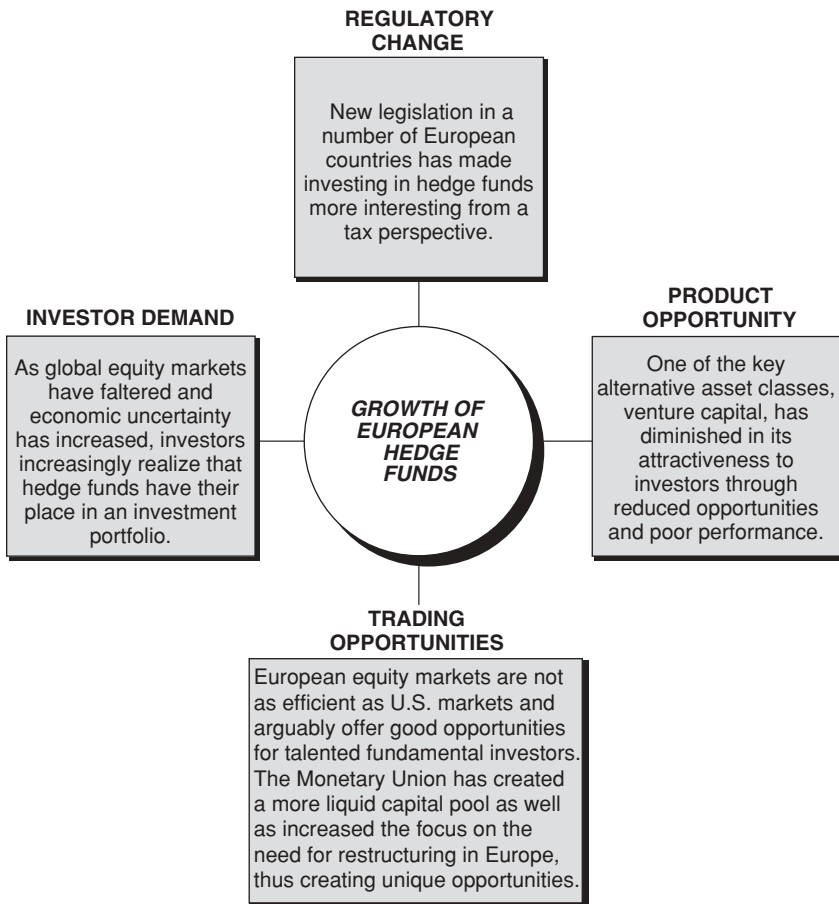 REGULATORY
CHANGE
New legislation in a
number of European
countries has made
investing in hedge funds
more interesting from a
tax perspective.
INVESTOR DEMAND
As global equity markets
have faltered and
economic uncertainty
has increased, investors
increasingly realize that
hedge funds have their
place in an investment
portfolio.
GROWTH OF
EUROPEAN
HEDGE
FUNDS
PRODUCT
OPPORTUNITY
One of the key
alternative asset classes,
venture capital, has
diminished in its
attractiveness to
investors through
reduced opportunities
and poor performance.
TRADING
OPPORTUNITIES
European equity markets are not
as efficient as U.S. markets and
arguably offer good opportunities
for talented fundamental investors.
The Monetary Union has created
a more liquid capital pool as well
as increased the focus on the
need for restructuring in Europe,
thus creating unique opportunities.